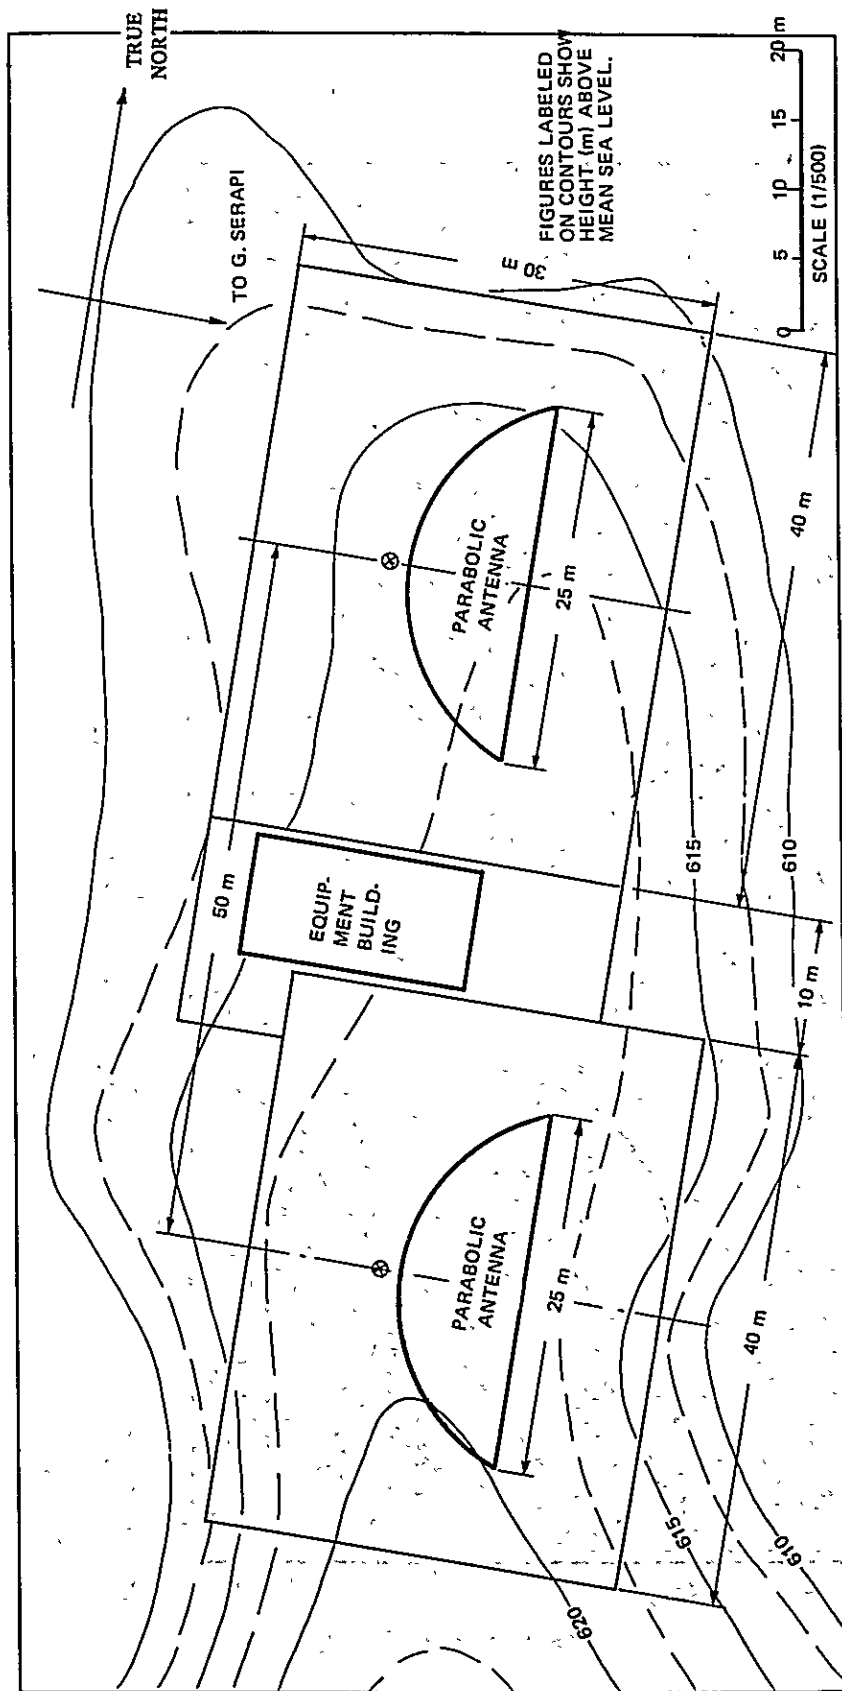 TRUE
NORTH
TO G. SERAPI
FIGURES LABELED
ON CONTOURS SHOW
HEIGHT (m) ABOVE
MEAN SEA LEVEL.
30 m
0 5 10 15 20 m
SCALE (1/500)
PARABOLIC
ANTENNA
25 m
40 m
50 m
EQUIP-
MENT
BUILD-
ING
615
610
10 m
PARABOLIC
ANTENNA
25 m
40 m
620
615
610